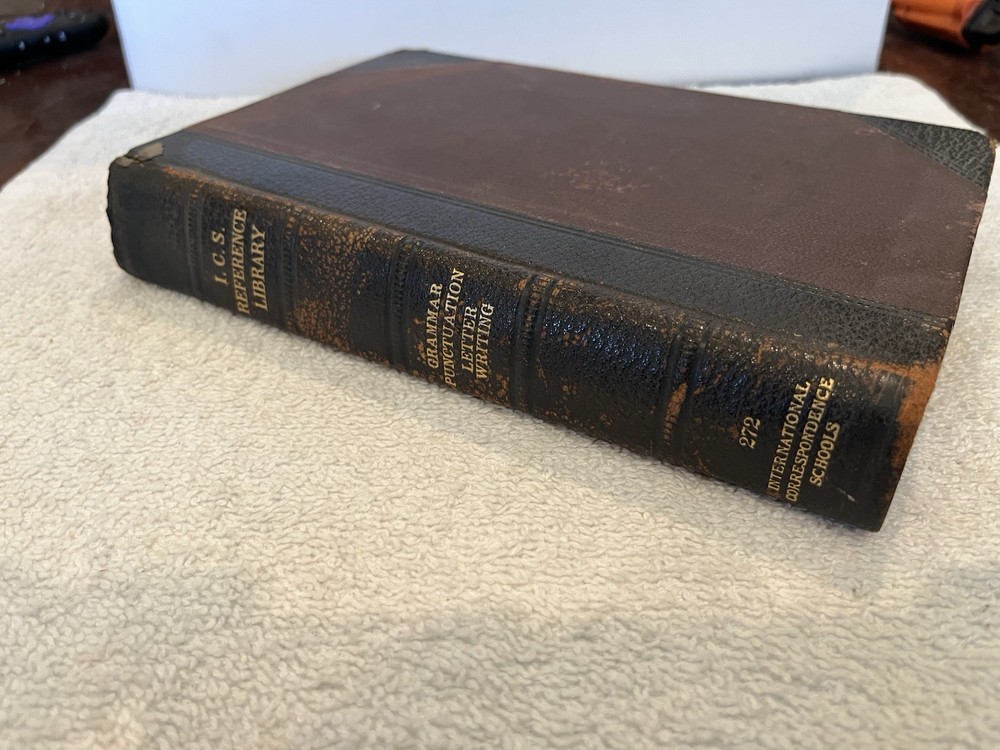 I. C. S.
REFERENCE
LIBRARY
GRAMMAR
PUNCTUATION
LETTER
WRITING
272
INTERNATIONAL
CORRESPONDENCE
SCHOOLS